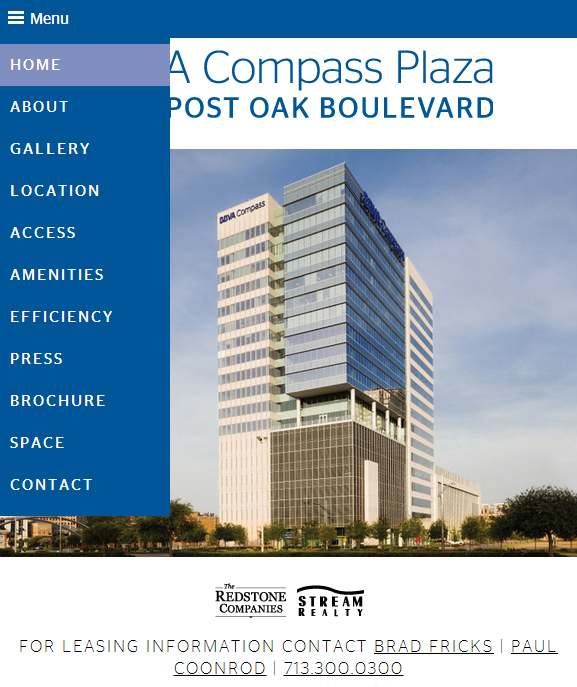 Menu
HOME
A Compass Plaza
ABOUT
POST OAK BOULEVARD
GALLERY
LOCATION
BBVA Compass
ACCESS
AMENITIES
EFFICIENCY
PRESS
BROCHURE
SPACE
CONTACT
The
REDSTONE
COMPANIES
STREAM
REALTY
FOR LEASING INFORMATION CONTACT BRAD FRICKS | PAUL
COONROD | 713.300.0300